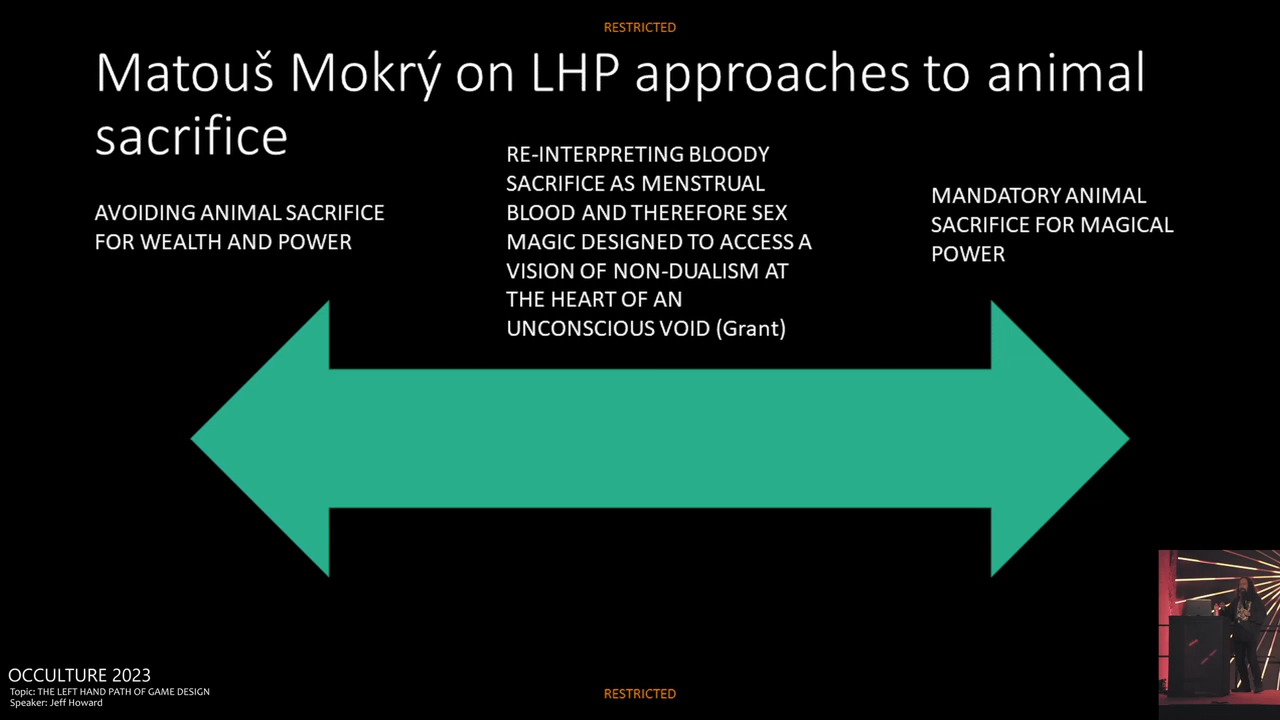 RESTRICTED
Matouš Mokrý on LHP approaches to animal
sacrifice
AVOIDING ANIMAL SACRIFICE
FOR WEALTH AND POWER
RE-INTERPRETING BLOODY
SACRIFICE AS MENSTRUAL
BLOOD AND THEREFORE SEX
MAGIC DESIGNED TO ACCESS A
VISION OF NON-DUALISM AT
THE HEART OF AN
UNCONSCIOUS VOID (Grant)
MANDATORY ANIMAL
SACRIFICE FOR MAGICAL
POWER
OCCULTURE 2023
Topic: THE LEFT HAND PATH OF GAME DESIGN
Speaker: Jeff Howard
RESTRICTED